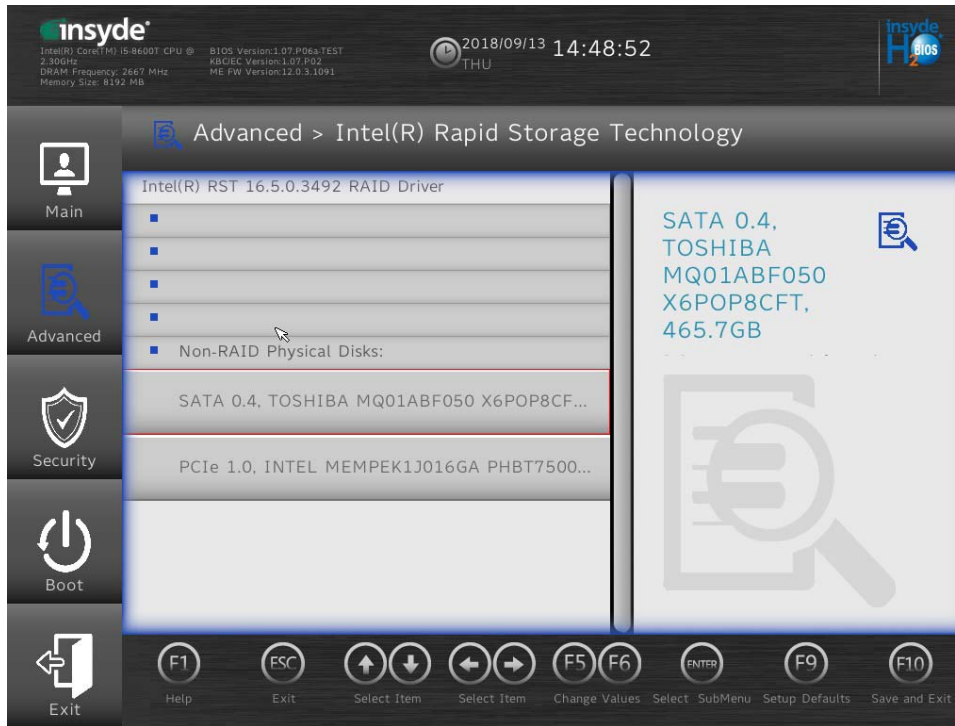 insyde®
Intel(R) Core(TM) i5-8600T CPU @
2.30GHz
DRAM Frequency: 2667 MHz
Memory Size: 8192 MB
BIOS Version:1.07.P06a-TEST
KBC/EC Version:1.07.P02
ME FW Version:12.0.3.1091
2018/09/13 14:48:52
THU
insyde
H2O BIOS
Advanced > Intel(R) Rapid Storage Technology
Main
Advanced
Security
Boot
Exit
Intel(R) RST 16.5.0.3492 RAID Driver
Non-RAID Physical Disks:
SATA 0.4, TOSHIBA MQ01ABF050 X6POP8CF...
PCIe 1.0, INTEL MEMPEK1J016GA PHBT7500...
SATA 0.4,
TOSHIBA
MQ01ABF050
X6POP8CFT,
465.7GB
F1
Help
ESC
Exit
Select Item
Select Item
F5 F6
Change Values
ENTER
Select SubMenu
F9
Setup Defaults
F10
Save and Exit